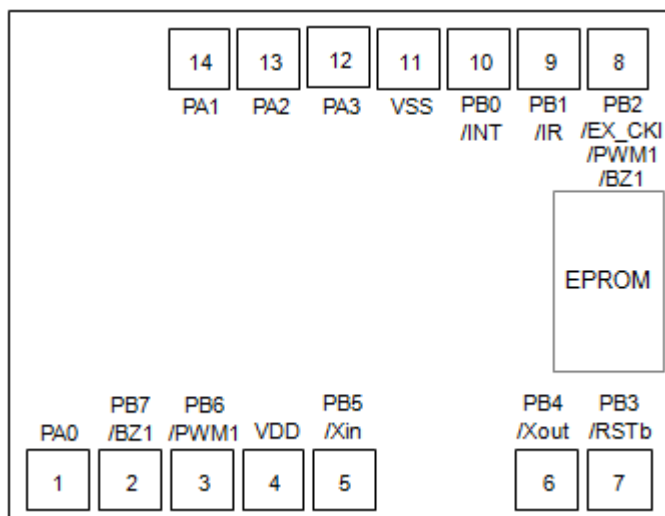 14 13 12 11 10 9 8
PA1 PA2 PA3 VSS PB0 PB1 PB2
/INT /IR /EX_CKI
/PWM1
/BZ1
EPROM
PB7 PB6 PB5 PB4 PB3
PA0 /BZ1 /PWM1 VDD /Xin /Xout /RSTb
1 2 3 4 5 6 7